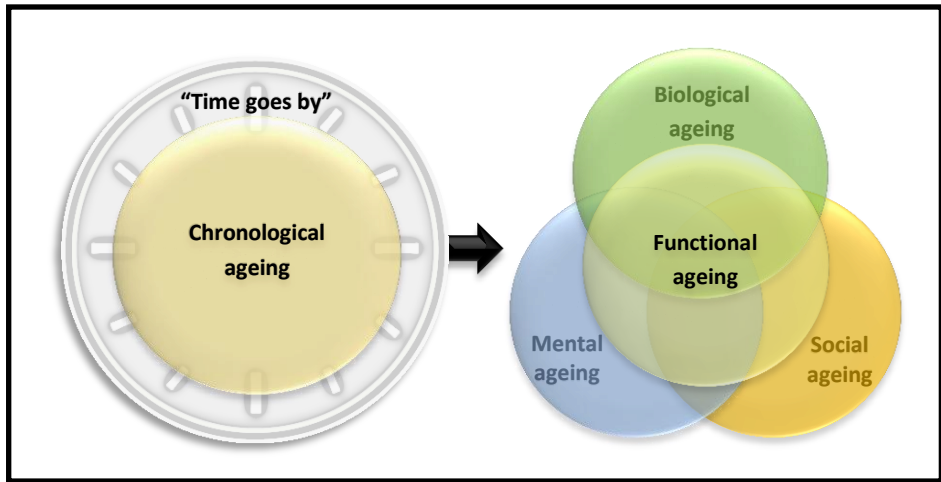 “Time goes by”
Chronological
ageing
Biological
ageing
Functional
ageing
Mental
ageing
Social
ageing